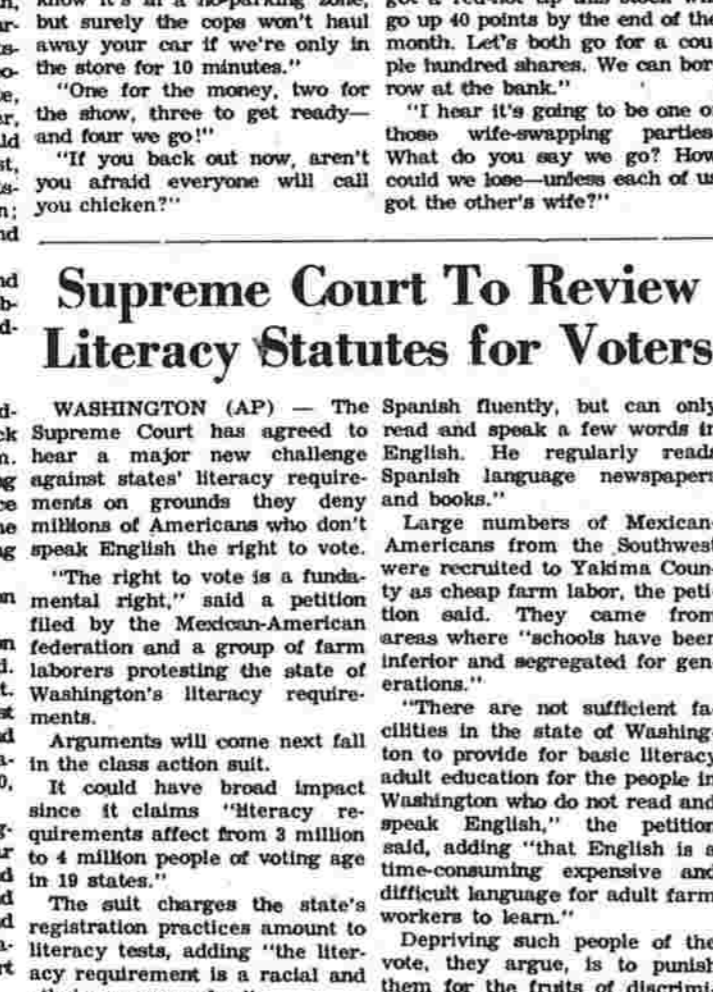 but surely the cops won't haul
away your car if we're only in
the store for 10 minutes."
"One for the money, two for
the show, three to get ready—
and four we go!"
"If you back out now, aren't
you afraid everyone will call
you chicken?"
go up 40 points by the end of the
month. Let's both go for a cou
ple hundred shares. We can bor
row at the bank."
"I hear it's going to be one o
those wife-swapping parties
What do you say we go? How
could we lose—unless each of us
got the other's wife?"
Supreme Court To Review
Literacy Statutes for Voters
WASHINGTON (AP) — The
Supreme Court has agreed to
hear a major new challenge
against states' literacy require-
ments on grounds they deny
millions of Americans who don't
speak English the right to vote.
"The right to vote is a funda-
mental right," said a petition
filed by the Mexican-American
federation and a group of farm
laborers protesting the state of
Washington's literacy require-
ments.
Arguments will come next fall
in the class action suit.
It could have broad impact
since it claims "literacy re-
quirements affect from 3 million
to 4 million people of voting age
in 19 states."
The suit charges the state's
registration practices amount to
literacy tests, adding "the liter-
acy requirement is a racial and
Spanish fluently, but can only
read and speak a few words in
English. He regularly reads
Spanish language newspapers
and books."
Large numbers of Mexican-
Americans from the Southwest
were recruited to Yakima Coun
ty as cheap farm labor, the peti
tion said. They came from
areas where "schools have been
inferior and segregated for gen
erations."
"There are not sufficient fa
cilities in the state of Washing
ton to provide for basic literacy
adult education for the people in
Washington who do not read and
speak English," the petition
said, adding "that English is a
time-consuming expensive and
difficult language for adult farm
workers to learn."
Depriving such people of the
vote, they argue, is to punish
them for the fruits of discrimi